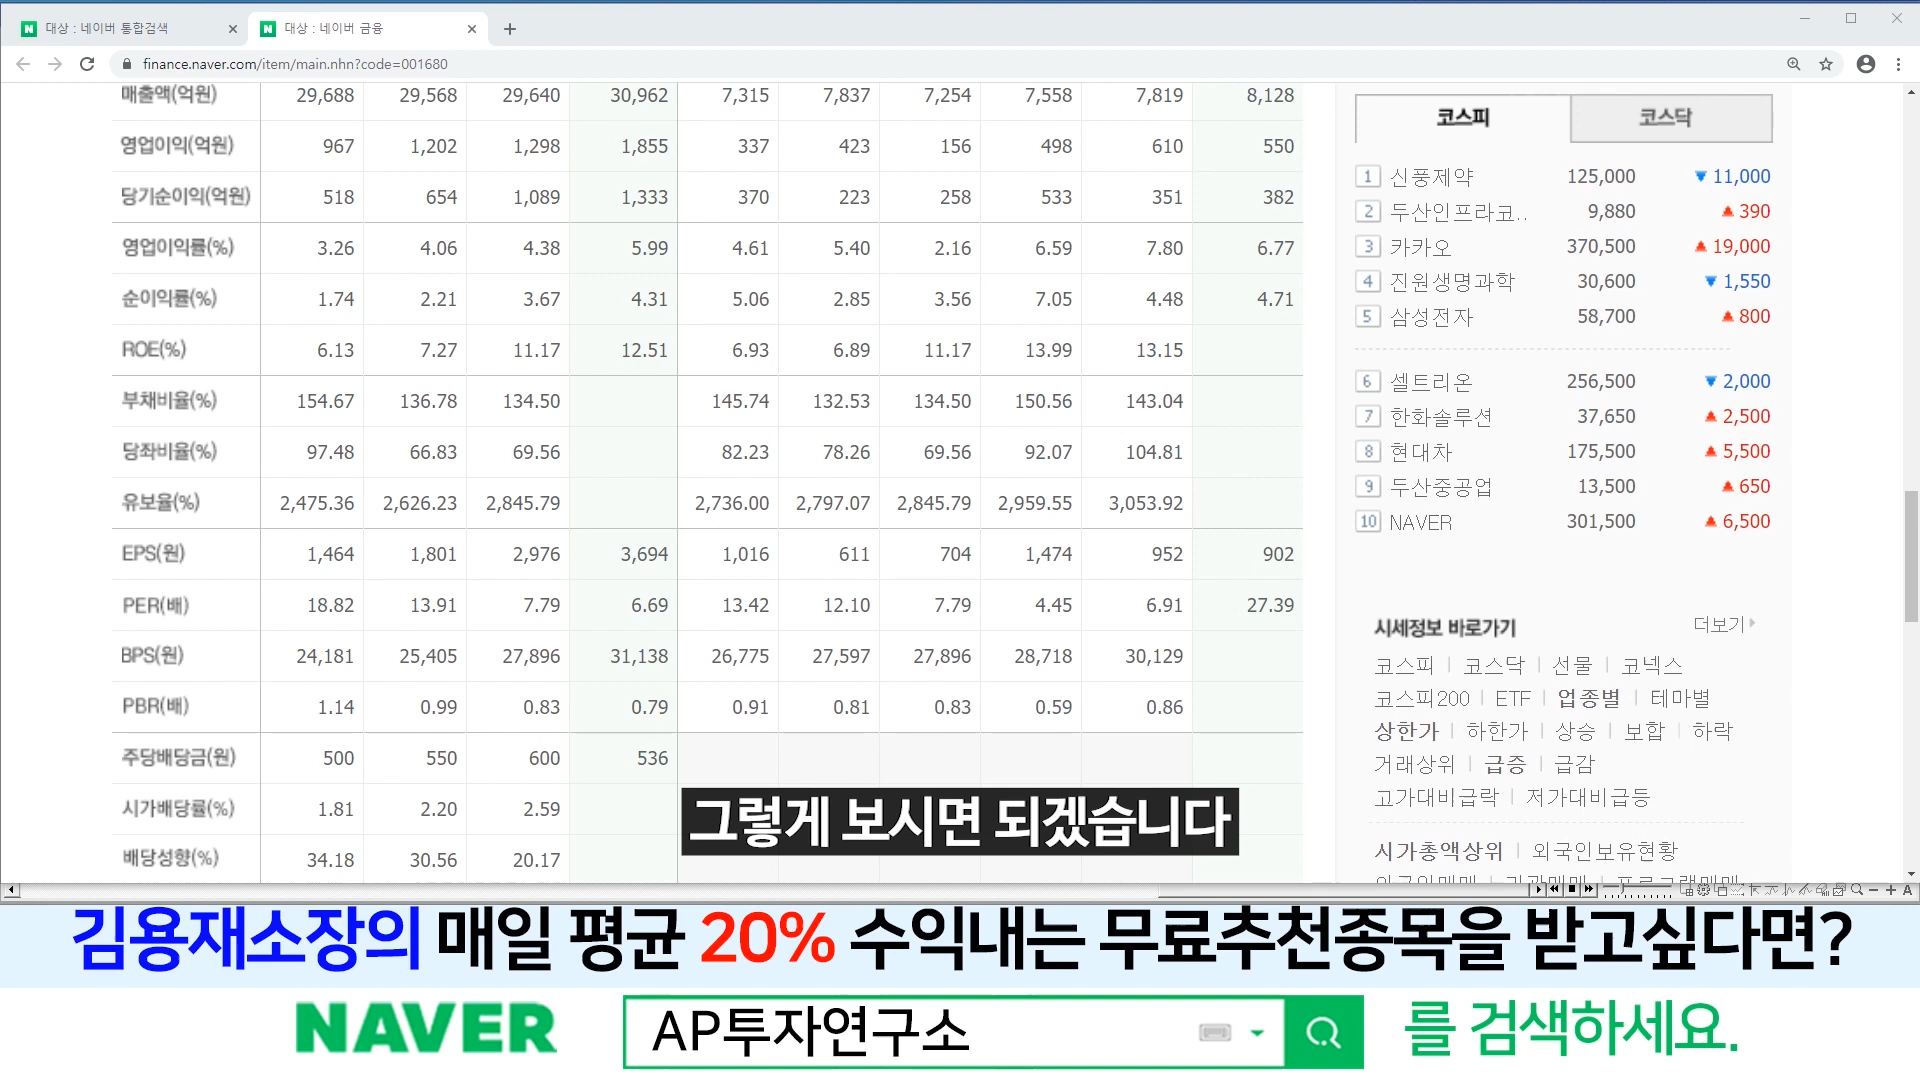 대상 : 네이버 통합검색
대상 : 네이버 금융
finance.naver.com/item/main.nhn?code=001680
매출액(억원) 29,688 29,568 29,640 30,962 7,315 7,837 7,254 7,558 7,819 8,128
영업이익(억원) 967 1,202 1,298 1,855 337 423 156 498 610 550
당기순이익(억원) 518 654 1,089 1,333 370 223 258 533 351 382
영업이익률(%) 3.26 4.06 4.38 5.99 4.61 5.40 2.16 6.59 7.80 6.77
순이익률(%) 1.74 2.21 3.67 4.31 5.06 2.85 3.56 7.05 4.48 4.71
ROE(%) 6.13 7.27 11.17 12.51 6.93 6.89 11.17 13.99 13.15
부채비율(%) 154.67 136.78 134.50 145.74 132.53 134.50 150.56 143.04
당좌비율(%) 97.48 66.83 69.56 82.23 78.26 69.56 92.07 104.81
유보율(%) 2,475.36 2,626.23 2,845.79 2,736.00 2,797.07 2,845.79 2,959.55 3,053.92
EPS(원) 1,464 1,801 2,976 3,694 1,016 611 704 1,474 952 902
PER(배) 18.82 13.91 7.79 6.69 13.42 12.10 7.79 4.45 6.91 27.39
BPS(원) 24,181 25,405 27,896 31,138 26,775 27,597 27,896 28,718 30,129
PBR(배) 1.14 0.99 0.83 0.79 0.91 0.81 0.83 0.59 0.86
주당배당금(원) 500 550 600 536
시가배당률(%) 1.81 2.20 2.59
배당성향(%) 34.18 30.56 20.17
코스피 코스닥
1 신풍제약 125,000 ▼ 11,000
2 두산인프라코.. 9,880 ▲ 390
3 카카오 370,500 ▲ 19,000
4 진원생명과학 30,600 ▼ 1,550
5 삼성전자 58,700 ▲ 800
6 셀트리온 256,500 ▼ 2,000
7 한화솔루션 37,650 ▲ 2,500
8 현대차 175,500 ▲ 5,500
9 두산중공업 13,500 ▲ 650
10 NAVER 301,500 ▲ 6,500
시세정보 바로가기 더보기
코스피 | 코스닥 | 선물 | 코넥스
코스피200 | ETF | 업종별 | 테마별
상한가 | 하한가 | 상승 | 보합 | 하락
거래상위 | 급증 | 급감
고가대비급락 | 저가대비급등
시가총액상위 | 외국인보유현황
그렇게 보시면 되겠습니다
김용재소장의 매일 평균 20% 수익내는 무료추천종목을 받고싶다면?
NAVER AP투자연구소 를 검색하세요.